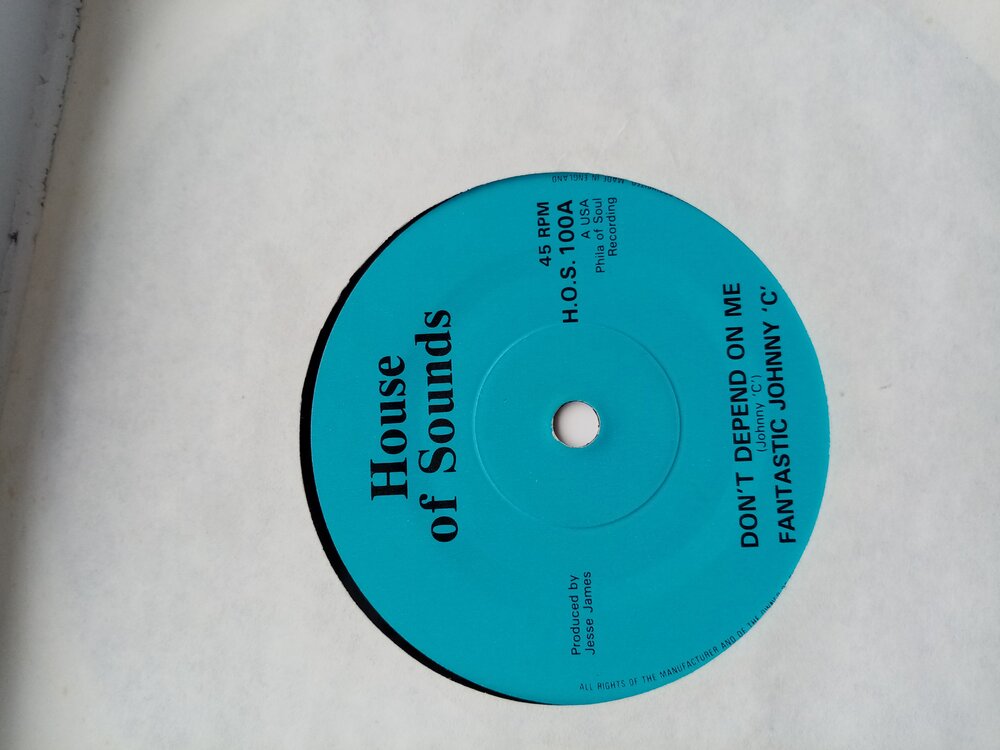 House
of Sounds
45 RPM
H.O.S. 100A
A USA
Phila of Soul
Recording
Produced by
Jesse James
DON'T DEPEND ON ME
(Johnny 'C')
FANTASTIC JOHNNY 'C'
ALL RIGHTS OF THE MANUFACTURER AND OF THE
MADE IN ENGLAND